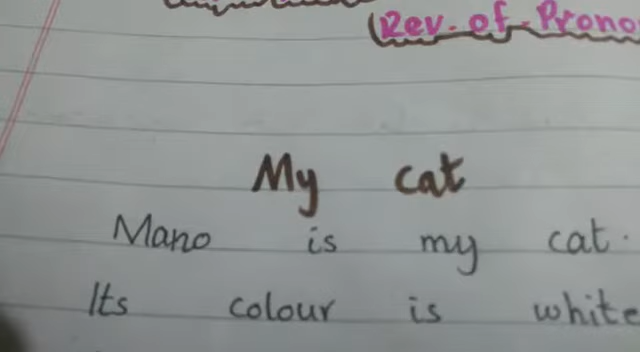 (Rev. of Prono
My cat
Mano is my cat.
Its colour is white